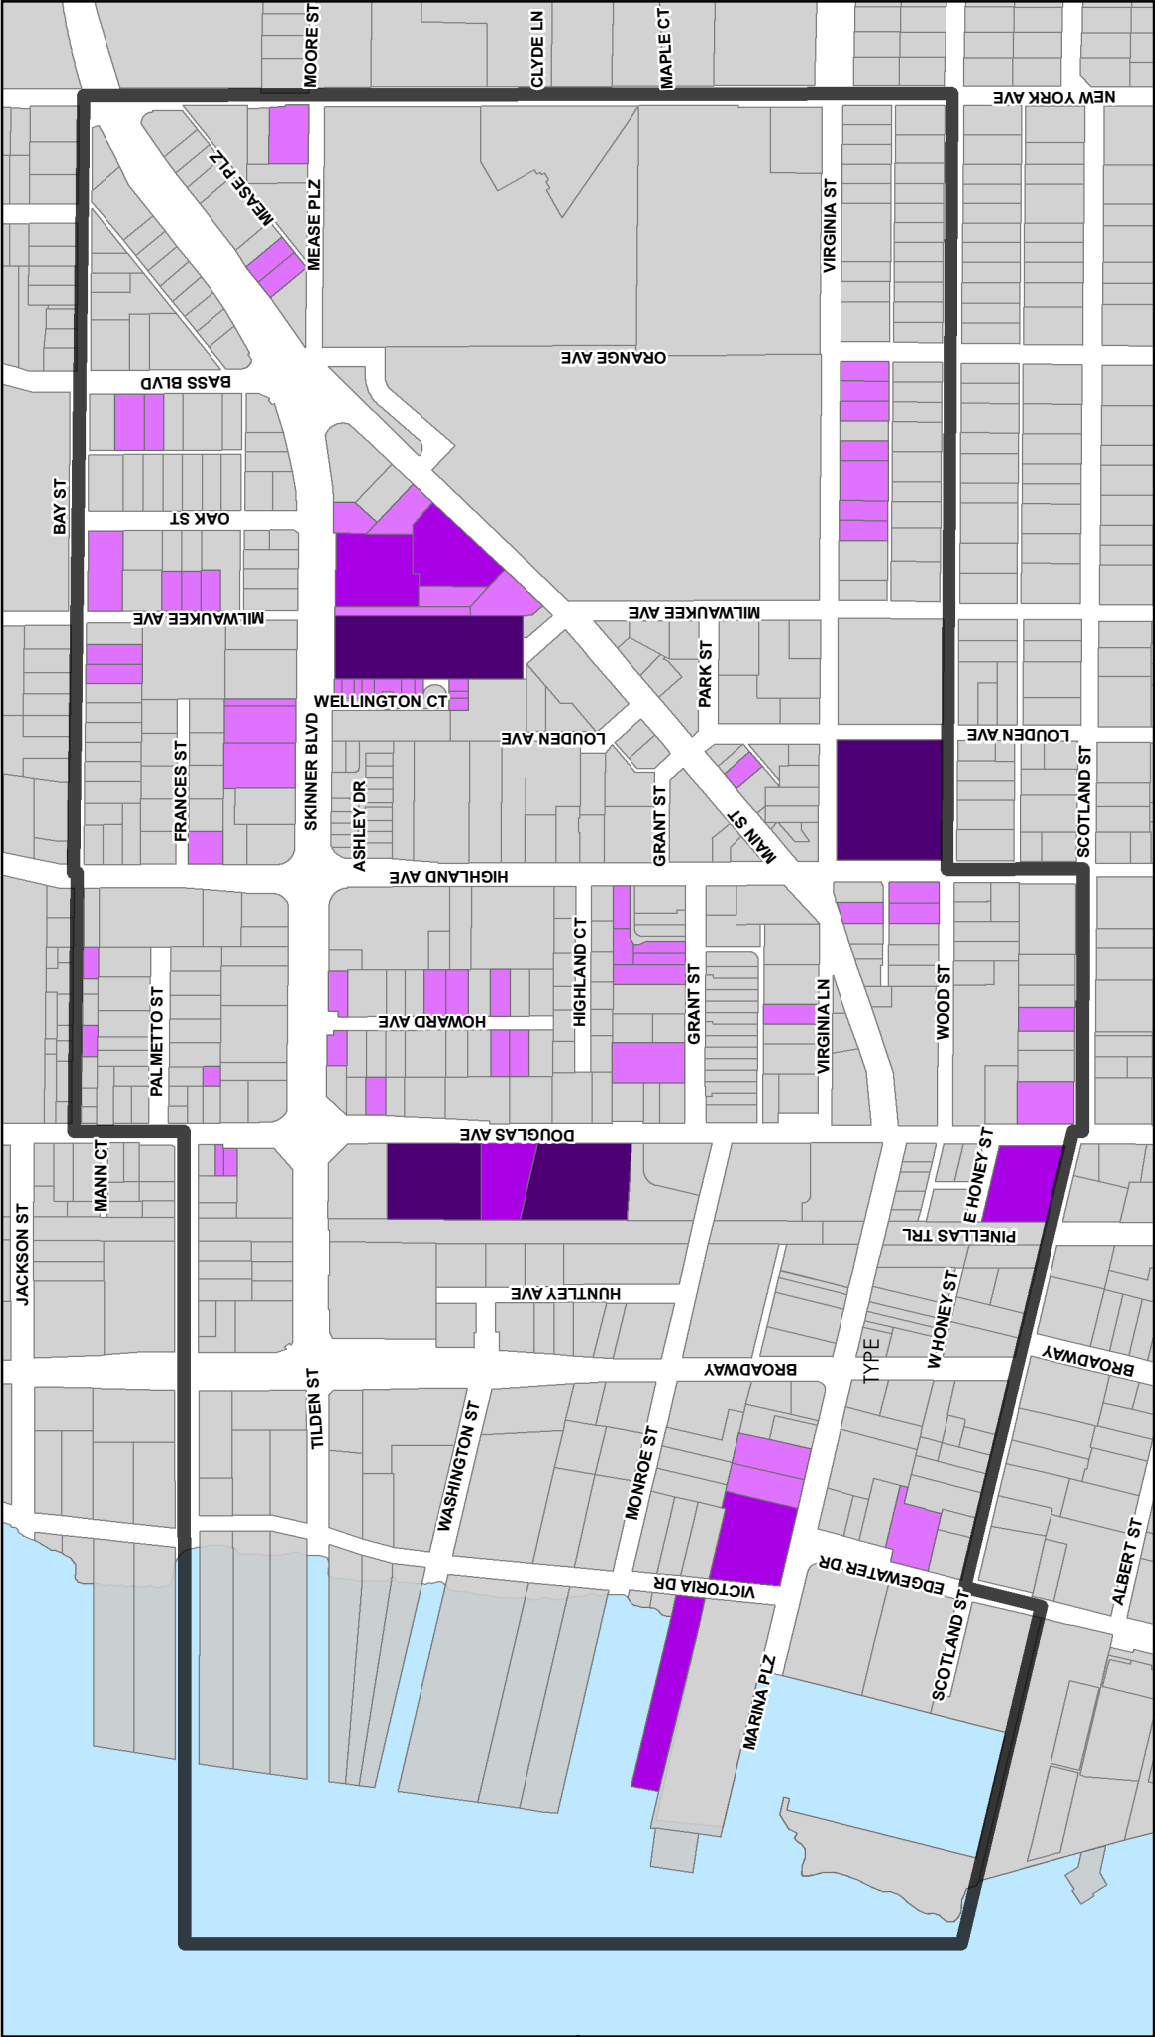 MOORE ST
CLYDE LN
MAPLE CT
NEW YORK AVE
MEASE PLZ
MEASE PLZ
VIRGINIA ST
ORANGE AVE
BASS BLVD
BAY ST
OAK ST
MILWAUKEE AVE
MILWAUKEE AVE
PARK ST
WELLINGTON CT
SKINNER BLVD
LOUDEN AVE
LOUDEN AVE
FRANCES ST
ASHLEY DR
GRANT ST
MAIN ST
SCOTLAND ST
HIGHLAND AVE
HIGHLAND CT
GRANT ST
VIRGINIA LN
WOOD ST
PALMETTO ST
HOWARD AVE
DOUGLAS AVE
MANN CT
JACKSON ST
E HONEY ST
PINELLAS TRL
HUNTLEY AVE
W HONEY ST
TYPE
BROADWAY
BROADWAY
TILDEN ST
WASHINGTON ST
MONROE ST
ALBERT ST
VICTORIA DR
EDGEWATER DR
SCOTLAND ST
MARINA PLZ